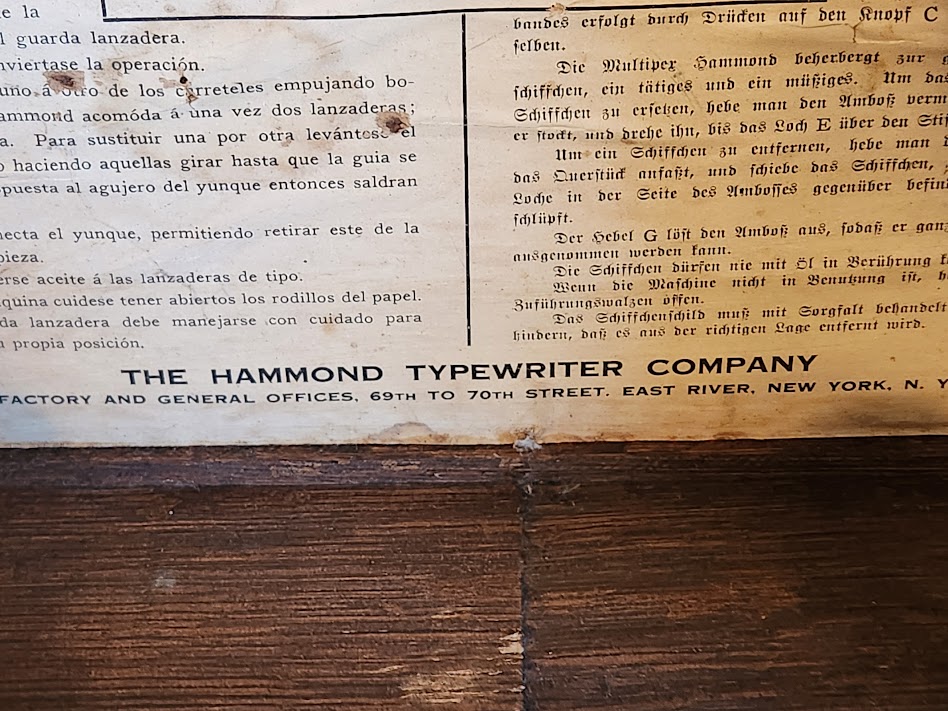 e la
l guarda lanzadera.
nviertase la operación.
uno á otro de los carreteles empujando bo-
ammond acomóda á una vez dos lanzaderas;
a. Para sustituir una por otra levántese el
o haciendo aquellas girar hasta que la guia se
puesta al agujero del yunque entonces saldran
necta el yunque, permitiendo retirar este de la
pieza.
erse aceite á las lanzaderas de tipo.
quina cuidese tener abiertos los rodillos del papel.
da lanzadera debe manejarse con cuidado para
u propia posición.
bandes erfolgt durch Drücken auf den Knopf C
selben.
Die Multipex Hammond beherbergt zur g
schiffchen, ein tätiges und ein müßiges. Um das
Schiffchen zu ersetzen, hebe man den Amboß verm
er stockt, und drehe ihn, bis das Loch E über den Stif
Um ein Schiffchen zu entfernen, hebe man
das Querstück anfaßt, und schiebe das Schiffchen,
Loche in der Seite des Ambosses gegenüber befin
schlüpft.
Der Hebel G löst den Amboß aus, sodaß er ganz
ausgenommen werden kann.
Die Schiffchen dürfen nie mit Öl in Berührung k
Wenn die Maschine nicht in Benutzung ist, h
Zuführungswalzen öffen.
Das Schiffchenschild muß mit Sorgfalt behandelt
hindern, daß es aus der richtigen Lage entfernt wird.
THE HAMMOND TYPEWRITER COMPANY
FACTORY AND GENERAL OFFICES, 69TH TO 70TH STREET. EAST RIVER, NEW YORK, N. Y